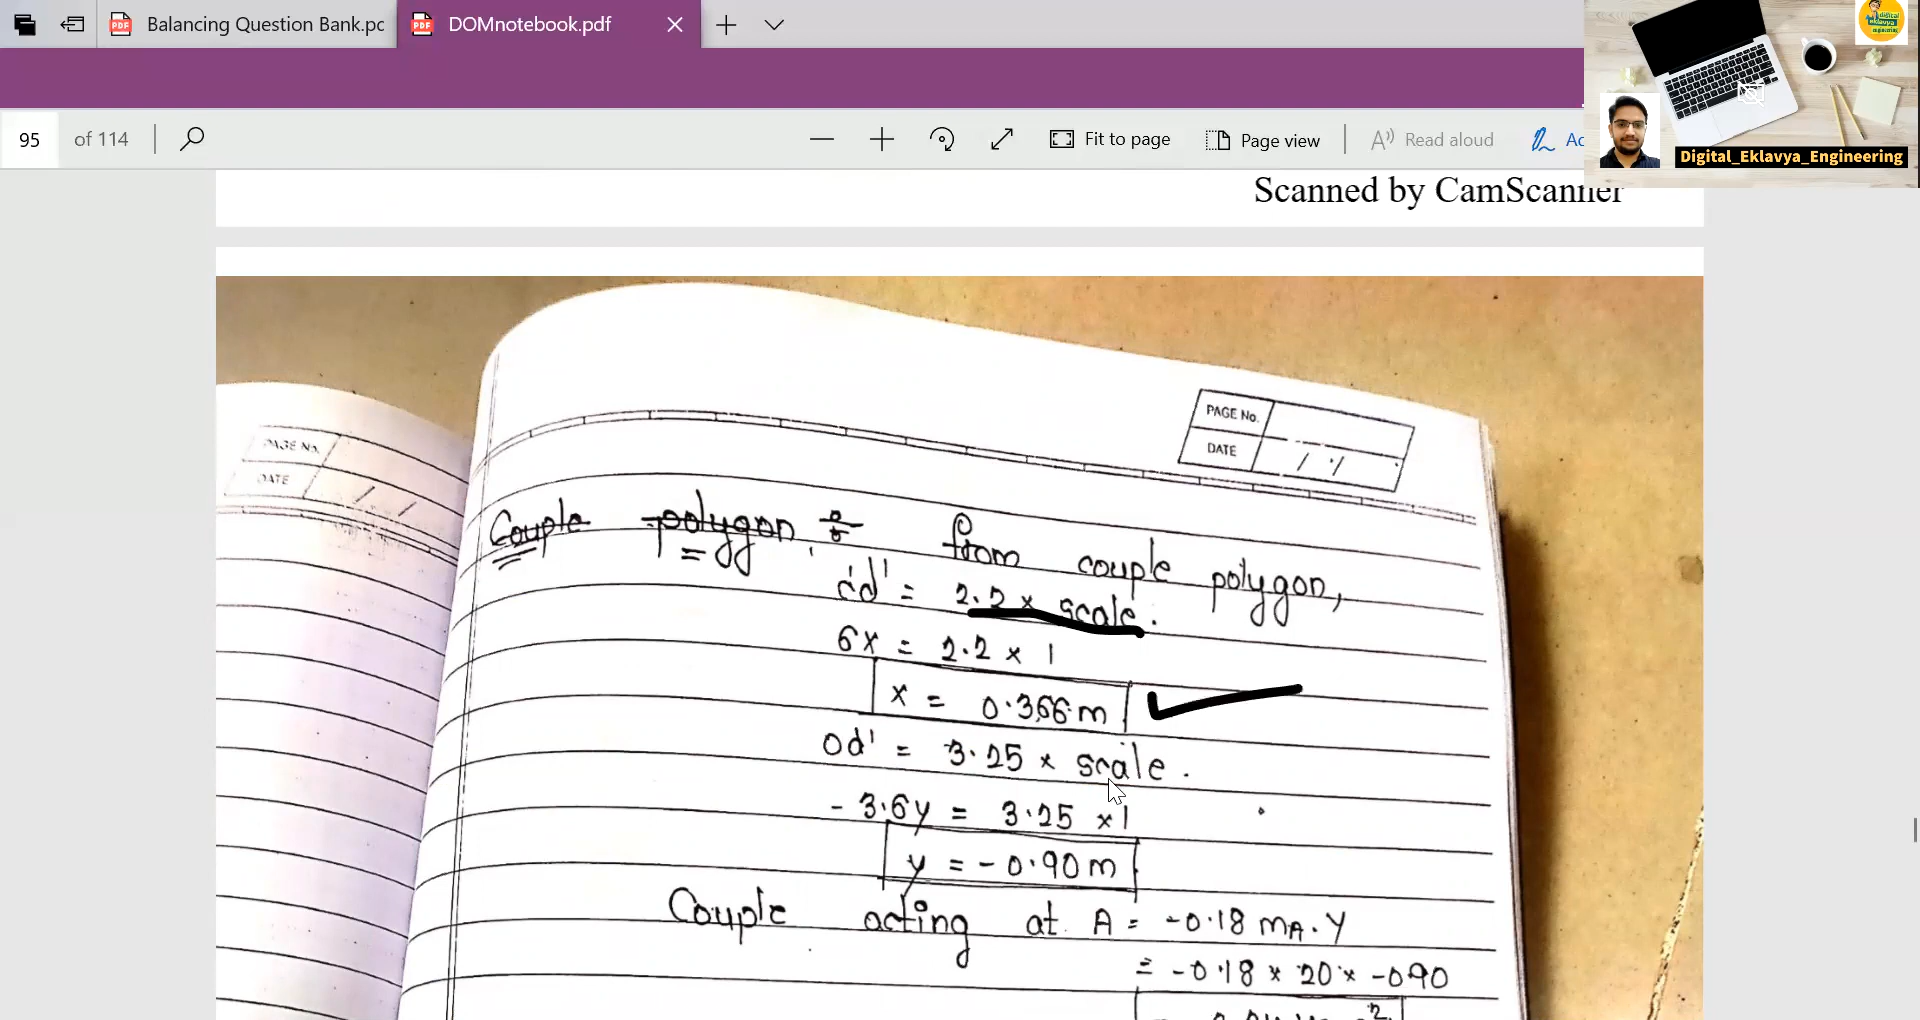 Balancing Question Bank.pc
DOMnotebook.pdf
95 of 114
Fit to page
Page view
Read aloud
Digital_Eklavya_Engineering
Scanned by CamScanner
PAGE No.
DATE
PAGE No.
DATE
Couple polygon : from couple polygon,
c'd' = 2.2 × scale.
6x = 2.2 × 1
x = 0.366 m
od' = 3.25 × scale.
- 3.6y = 3.25 × 1
y = - 0.90 m
Couple acting at A = -0.18 mA. Y
= -0.18 × 20 × -0.90